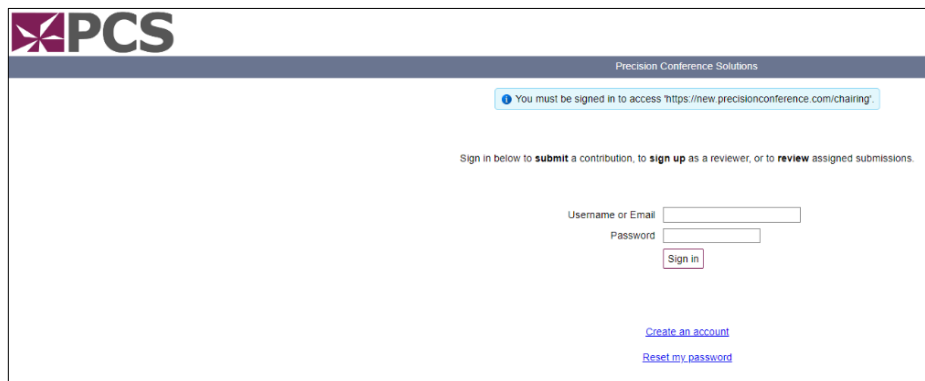 PCS
Precision Conference Solutions
You must be signed in to access 'https://new.precisionconference.com/chairing'.
Sign in below to submit a contribution, to sign up as a reviewer, or to review assigned submissions.
Username or Email
Password
Sign in
Create an account
Reset my password